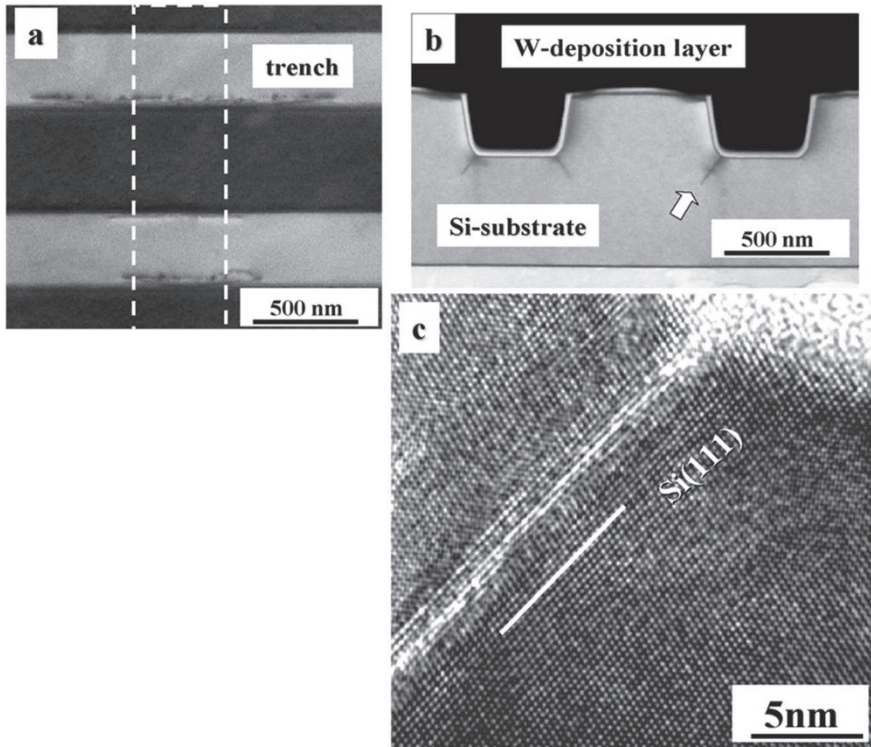 a
trench
500 nm
b
W-deposition layer
Si-substrate
500 nm
c
Si(111)
5nm